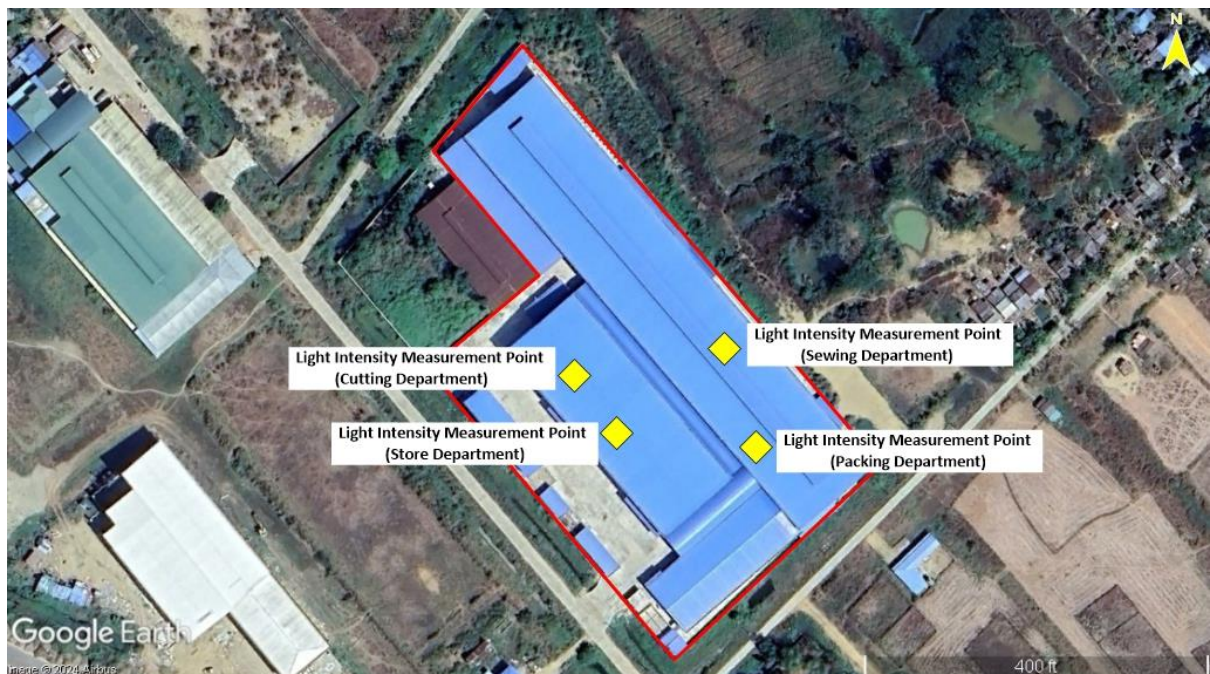 N
Light Intensity Measurement Point
(Sewing Department)
Light Intensity Measurement Point
(Cutting Department)
Light Intensity Measurement Point
(Store Department)
Light Intensity Measurement Point
(Packing Department)
Google Earth
Image © 2024 Airbus
400 ft